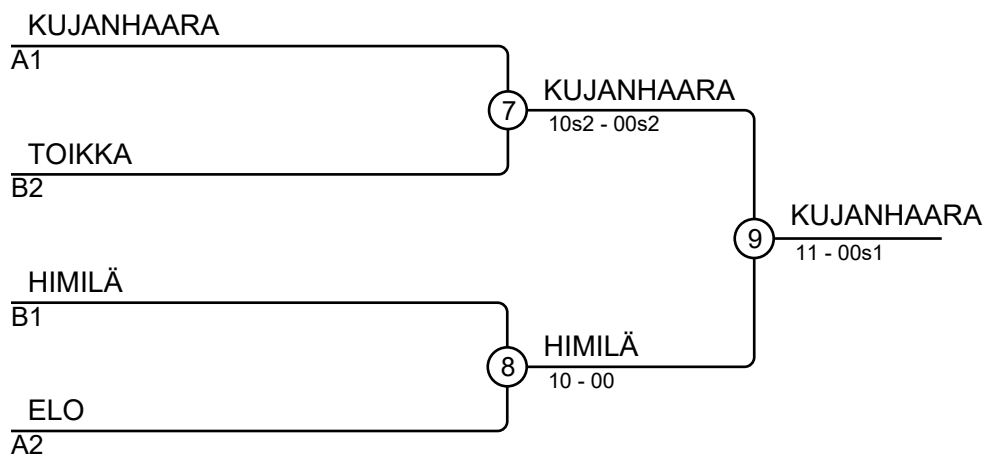 KUJANHAARA
A1
7
KUJANHAARA
10s2 - 00s2
TOIKKA
B2
9
KUJANHAARA
11 - 00s1
HIMILÄ
B1
8
HIMILÄ
10 - 00
ELO
A2